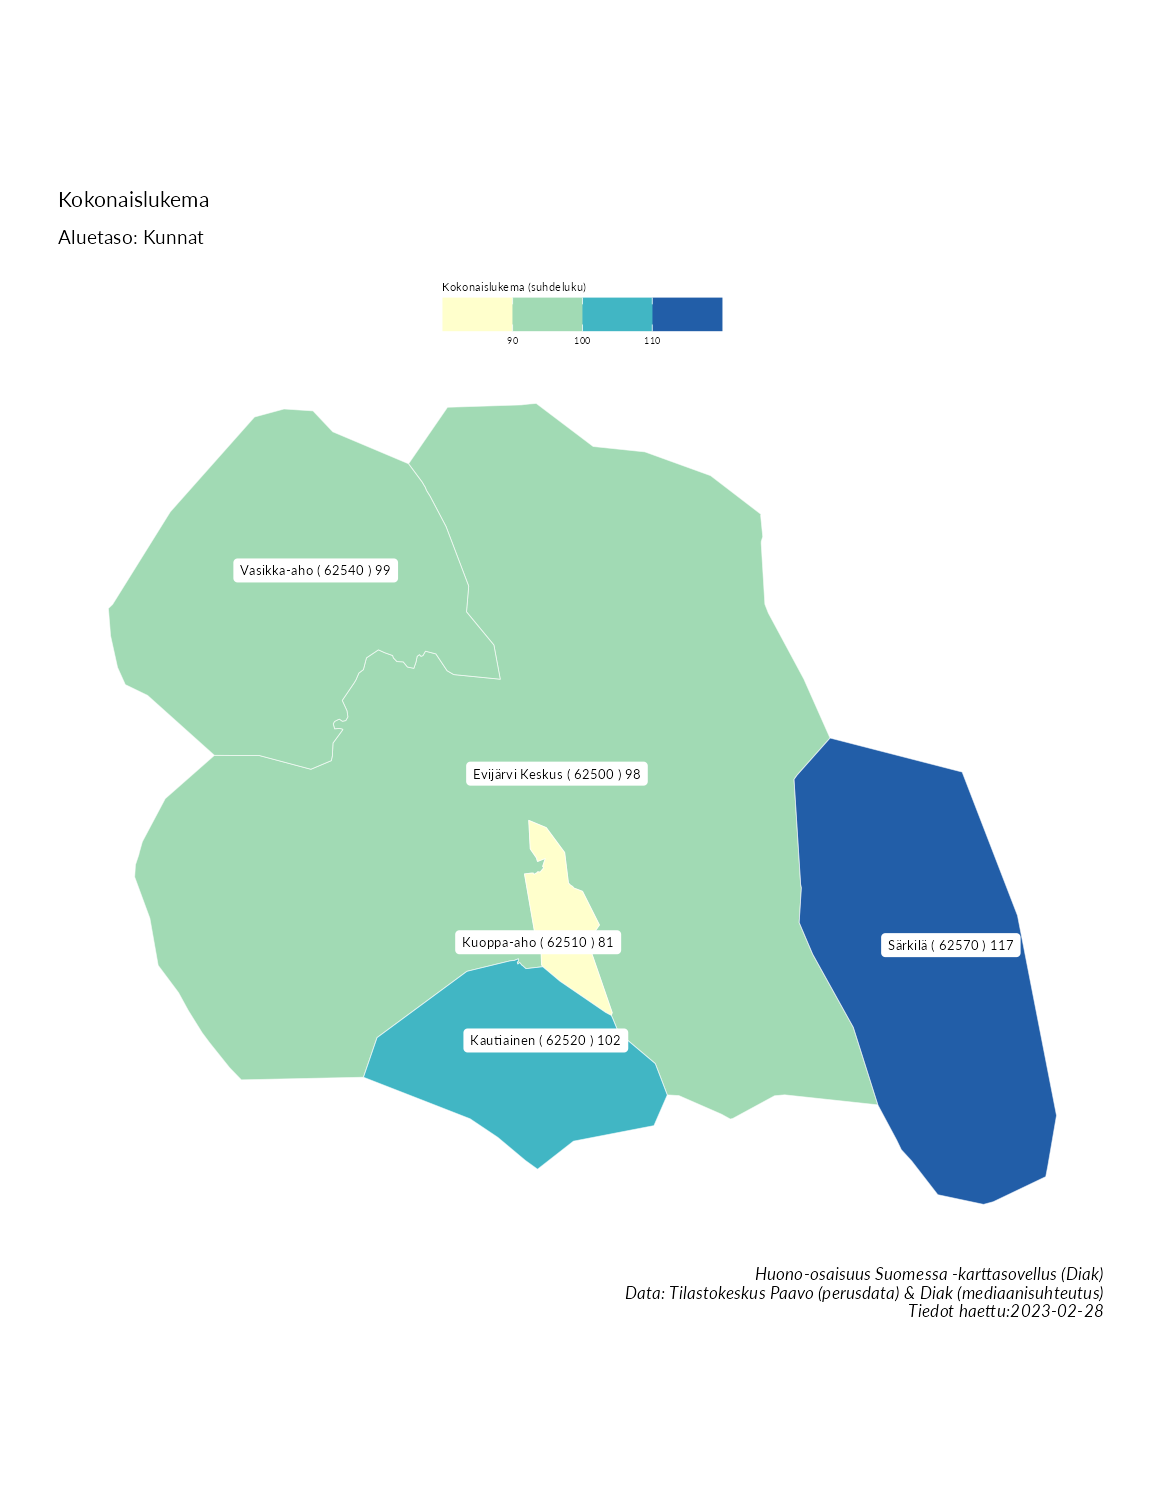 Kokonaislukema
Aluetaso: Kunnat
Kokonaislukema (suhdeluku)
90 100 110
Vasikka-aho ( 62540 ) 99
Evijärvi Keskus ( 62500 ) 98
Kuoppa-aho ( 62510 ) 81
Särkilä ( 62570 ) 117
Kautiainen ( 62520 ) 102
Huono-osaisuus Suomessa -karttasovellus (Diak)
Data: Tilastokeskus Paavo (perusdata) & Diak (mediaanisuhteutus)
Tiedot haettu:2023-02-28